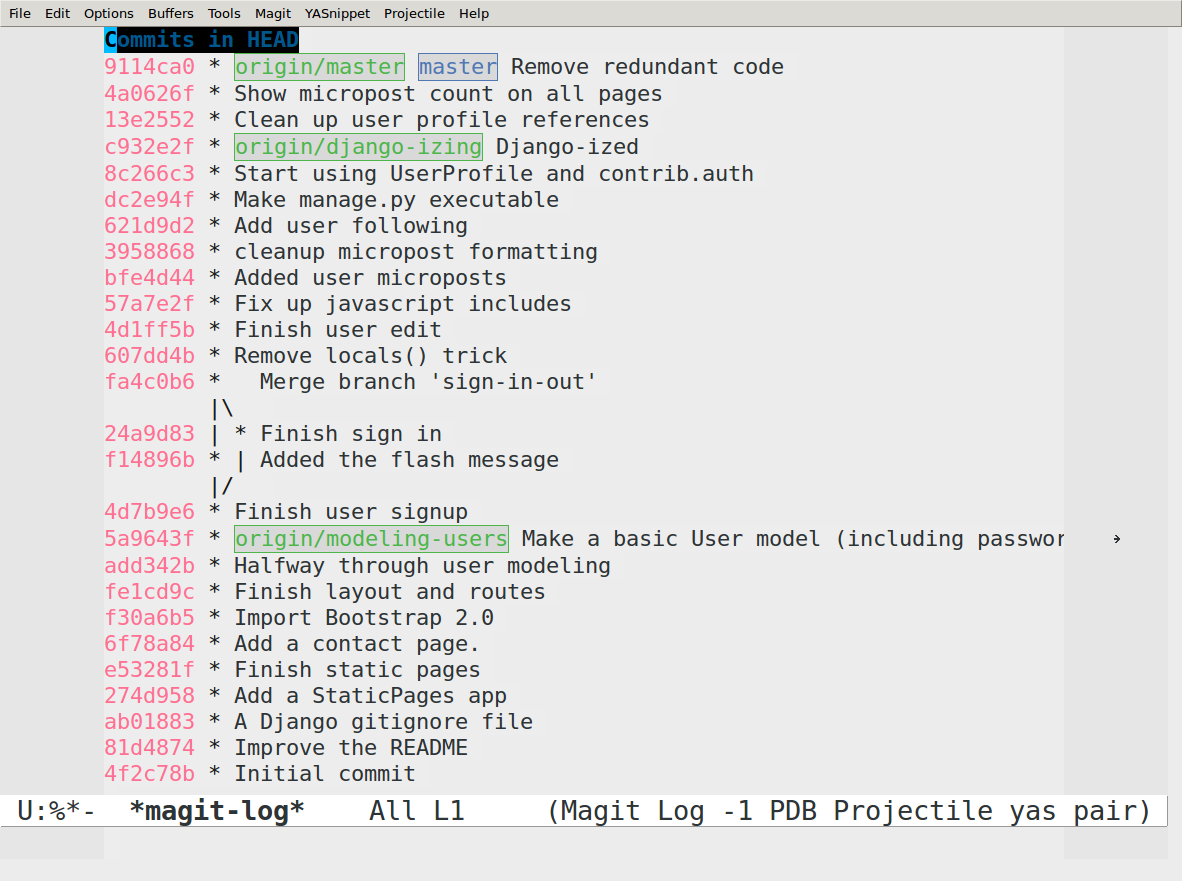 File Edit Options Buffers Tools Magit YASnippet Projectile Help
Commits in HEAD
9114ca0 * origin/master master Remove redundant code
4a0626f * Show micropost count on all pages
13e2552 * Clean up user profile references
c932e2f * origin/django-izing Django-ized
8c266c3 * Start using UserProfile and contrib.auth
dc2e94f * Make manage.py executable
621d9d2 * Add user following
3958868 * cleanup micropost formatting
bfe4d44 * Added user microposts
57a7e2f * Fix up javascript includes
4d1ff5b * Finish user edit
607dd4b * Remove locals() trick
fa4c0b6 *   Merge branch 'sign-in-out'
        |\
24a9d83 | * Finish sign in
f14896b * | Added the flash message
        |/
4d7b9e6 * Finish user signup
5a9643f * origin/modeling-users Make a basic User model (including passwor →
add342b * Halfway through user modeling
fe1cd9c * Finish layout and routes
f30a6b5 * Import Bootstrap 2.0
6f78a84 * Add a contact page.
e53281f * Finish static pages
274d958 * Add a StaticPages app
ab01883 * A Django gitignore file
81d4874 * Improve the README
4f2c78b * Initial commit
U:%*-  *magit-log*    All L1     (Magit Log -1 PDB Projectile yas pair)